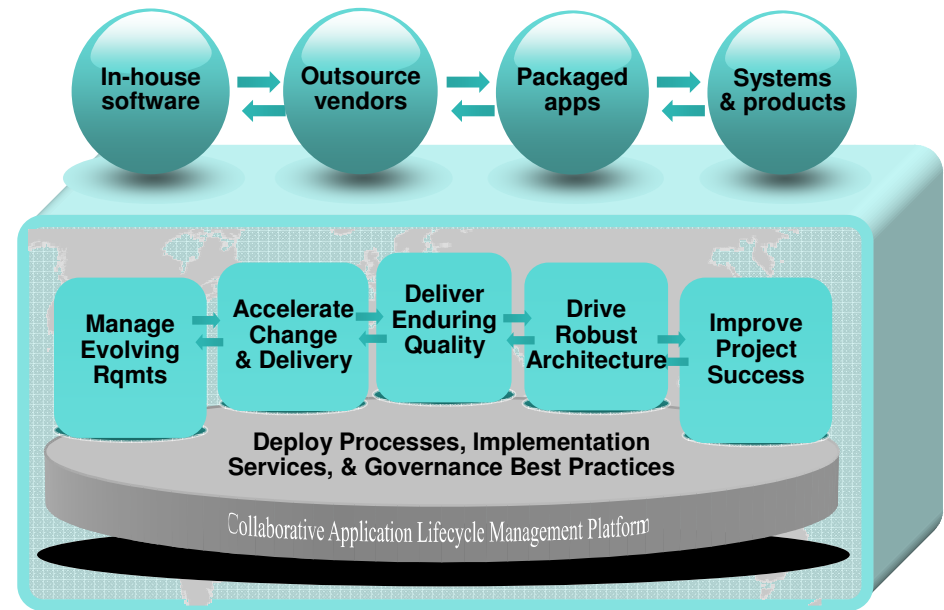 In-house
software
Outsource
vendors
Packaged
apps
Systems
& products
Manage
Evolving
Rqmts
Accelerate
Change
& Delivery
Deliver
Enduring
Quality
Drive
Robust
Architecture
Improve
Project
Success
Deploy Processes, Implementation
Services, & Governance Best Practices
Collaborative Application Lifecycle Management Platform